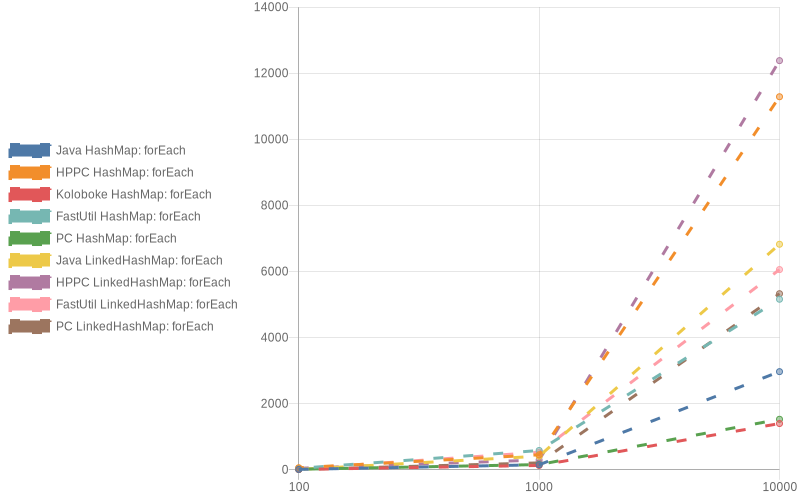 14000
12000
10000
8000
6000
4000
2000
0
100
1000
10000
Java HashMap: forEach
HPPC HashMap: forEach
Koloboke HashMap: forEach
FastUtil HashMap: forEach
PC HashMap: forEach
Java LinkedHashMap: forEach
HPPC LinkedHashMap: forEach
FastUtil LinkedHashMap: forEach
PC LinkedHashMap: forEach